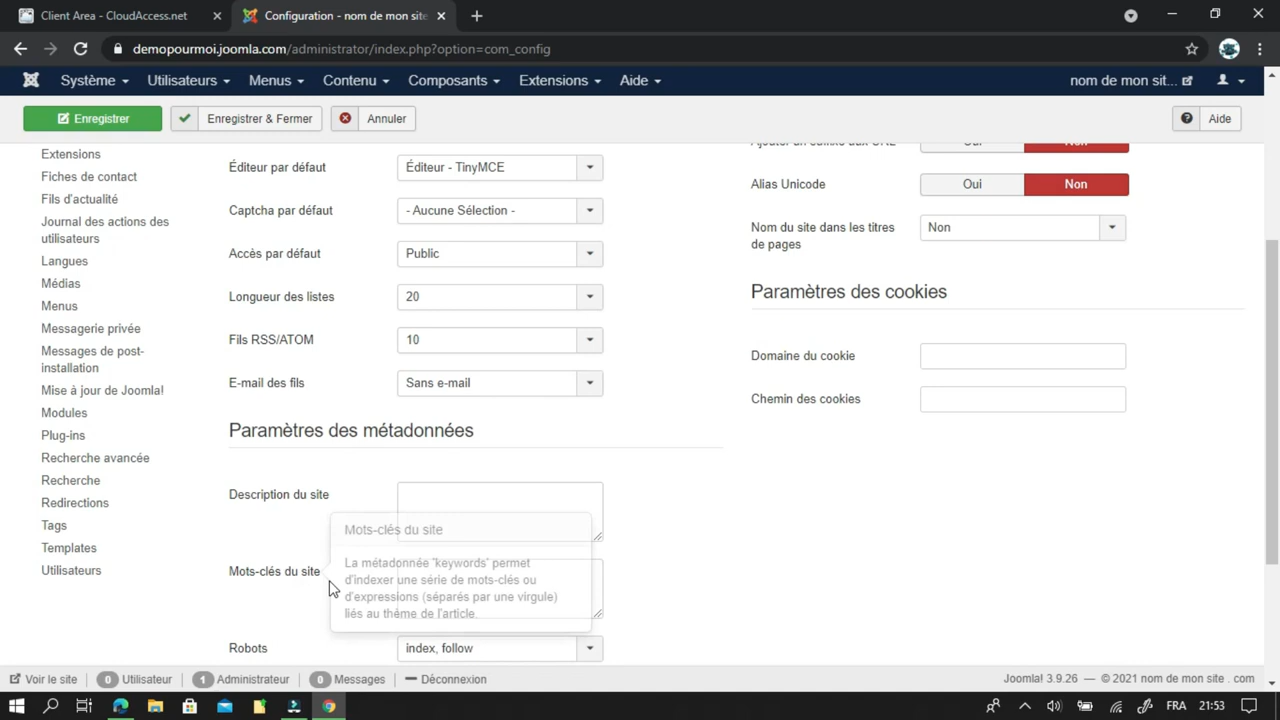 Client Area - CloudAccess.net
Configuration - nom de mon site
demopourmoi.joomla.com/administrator/index.php?option=com_config
Système
Utilisateurs
Menus
Contenu
Composants
Extensions
Aide
nom de mon sit...
Enregistrer
Enregistrer & Fermer
Annuler
Aide
Extensions
Fiches de contact
Fils d'actualité
Journal des actions des
utilisateurs
Langues
Médias
Menus
Messagerie privée
Messages de post-
installation
Mise à jour de Joomla!
Modules
Plug-ins
Recherche avancée
Recherche
Redirections
Tags
Templates
Utilisateurs
Éditeur par défaut
Éditeur - TinyMCE
Captcha par défaut
- Aucune Sélection -
Accès par défaut
Public
Longueur des listes
20
Fils RSS/ATOM
10
E-mail des fils
Sans e-mail
Paramètres des métadonnées
Description du site
Mots-clés du site
Mots-clés du site
La métadonnée "keywords" permet
d'indexer une série de mots-clés ou
d'expressions (séparés par une virgule)
liés au thème de l'article.
Robots
index, follow
Ajouter un suffixe aux URL
Oui
Non
Alias Unicode
Oui
Non
Nom du site dans les titres
de pages
Non
Paramètres des cookies
Domaine du cookie
Chemin des cookies
Voir le site
0 Utilisateur
1 Administrateur
0 Messages
Déconnexion
Joomla! 3.9.26 — © 2021 nom de mon site . com
FRA
21:53